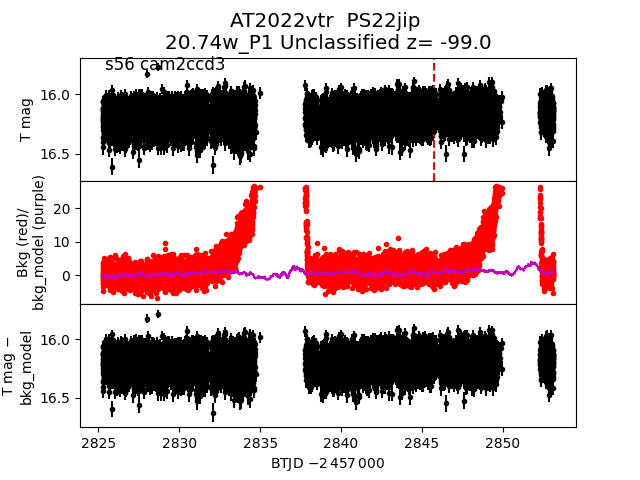 AT2022vtr PS22jip
20.74w_P1 Unclassified z= -99.0
s56 cam2ccd3
T mag
16.0
16.5
Bkg (red)/
bkg_model (purple)
20
10
0
T mag −
bkg_model
16.0
16.5
2825 2830 2835 2840 2845 2850
BTJD −2 457 000